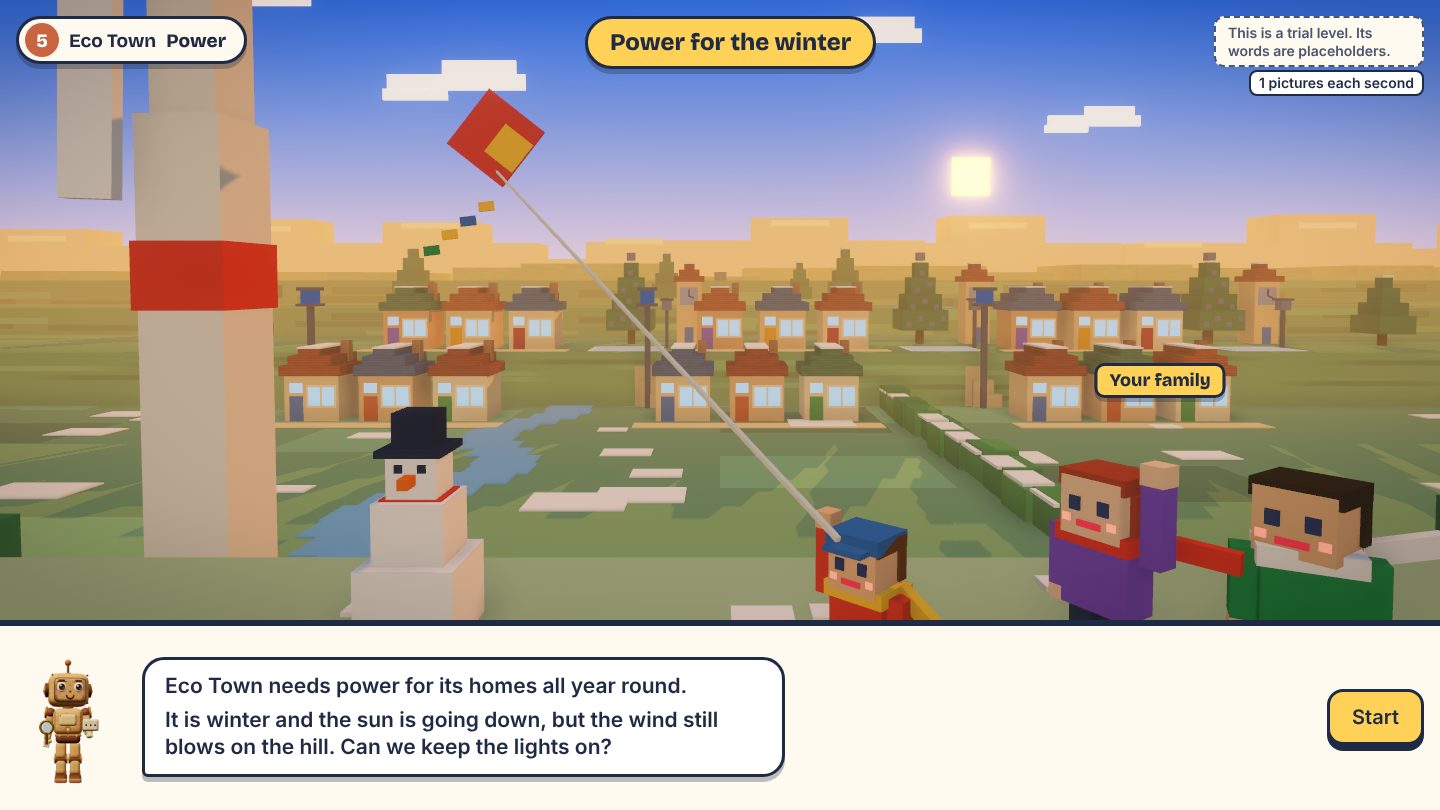 5 Eco Town Power
Power for the winter
This is a trial level. Its
words are placeholders.
1 pictures each second
Your family
Eco Town needs power for its homes all year round.
It is winter and the sun is going down, but the wind still
blows on the hill. Can we keep the lights on?
Start